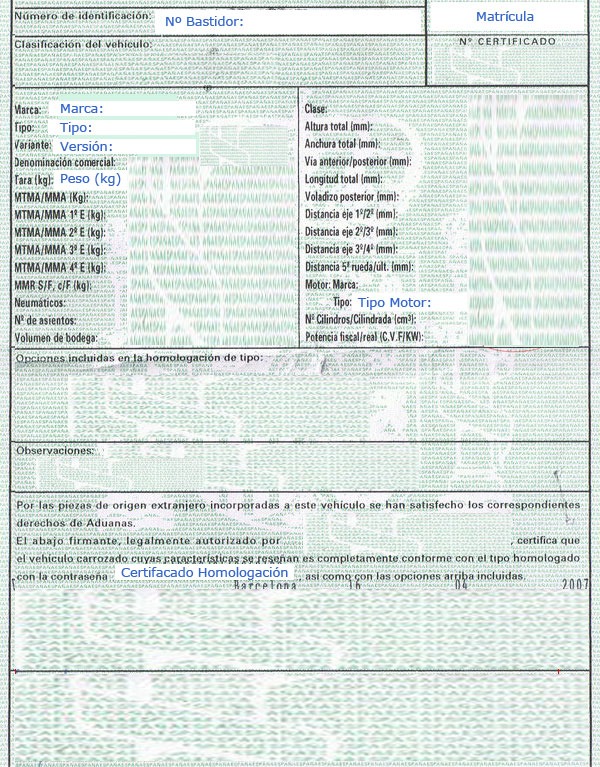 Número de identificación: Nº Bastidor:
Matrícula
Clasificación del vehículo:
Nº CERTIFICADO
Marca: Marca:
Tipo: Tipo:
Variante: Versión:
Denominación comercial:
Tara (kg): Peso (kg)
MTMA/MMA (Kg):
MTMA/MMA 1º E (kg):
MTMA/MMA 2º E (kg):
MTMA/MMA 3º E (kg):
MTMA/MMA 4º E (kg):
MMR S/F, c/F (kg):
Neumáticos:
Nº de asientos:
Volumen de bodega:
Clase:
Altura total (mm):
Anchura total (mm):
Via anterior/posterior (mm):
Longitud total (mm):
Voladizo posterior (mm):
Distancia eje 1º/2º (mm):
Distancia eje 2º/3º (mm):
Distancia eje 3º/4º (mm):
Distancia 5ª rueda/últ. (mm):
Motor: Marca:
Tipo: Tipo Motor:
Nº Cilindros/Cilindrada (cm³):
Potencia fiscal/real (C.V.F/KW):
Opciones incluidas en la homologación de tipo:
Observaciones:
Por las piezas de origen extranjero incorporadas a este vehículo se han satisfecho los correspondientes
derechos de Aduanas.
El abajo firmante, legalmente autorizado por , certifica que
el vehículo carrozado cuyas características se reseñan es completamente conforme con el tipo homologado
con la contraseña Certifacado Homologación , así como con las opciones arriba incluidas.
Barcelona 16 04 2007